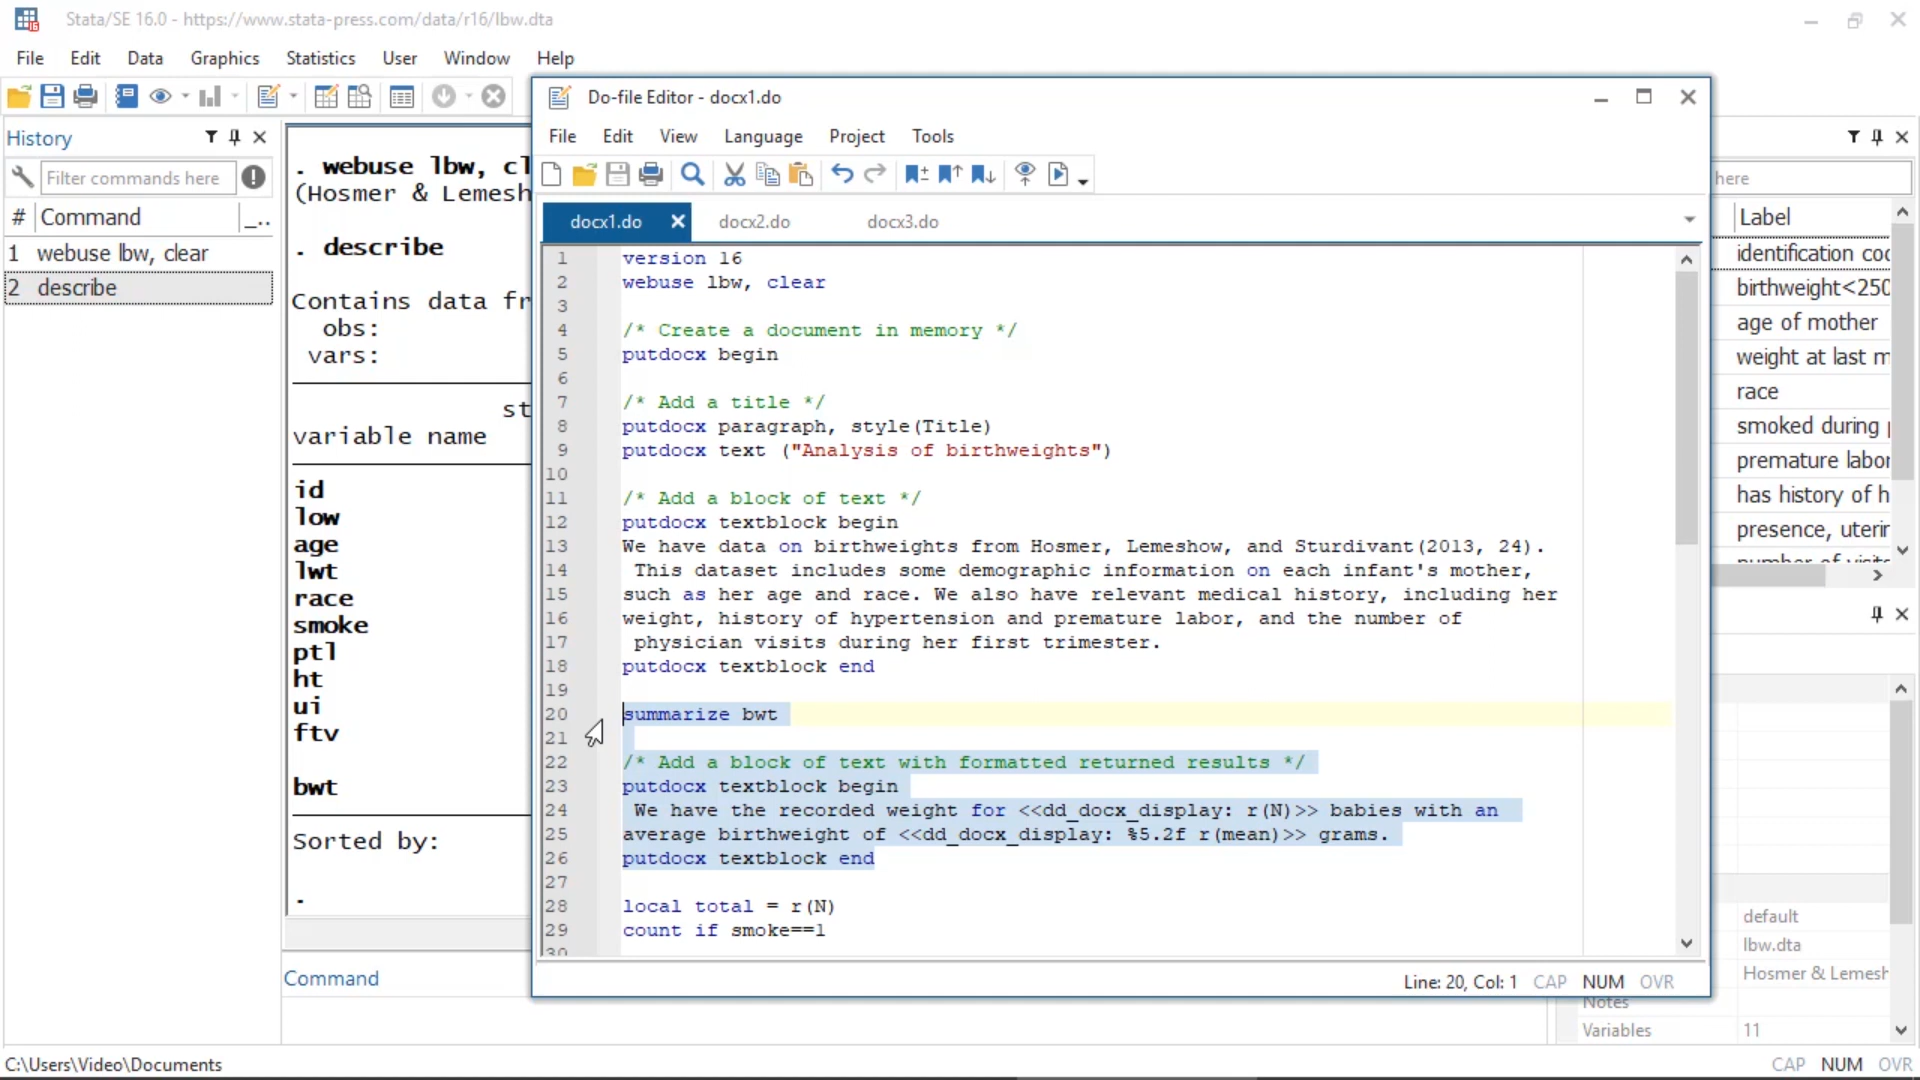 Stata/SE 16.0 - https://www.stata-press.com/data/r16/lbw.dta
File Edit Data Graphics Statistics User Window Help
History
Filter commands here
# Command _..
1 webuse lbw, clear
2 describe
. webuse lbw, cl
(Hosmer & Lemesh
. describe
Contains data fr
obs:
vars:
st
variable name
id
low
age
lwt
race
smoke
ptl
ht
ui
ftv
bwt
Sorted by:
.
Command
Do-file Editor - docx1.do
File Edit View Language Project Tools
docx1.do docx2.do docx3.do
1 version 16
2 webuse lbw, clear
3
4 /* Create a document in memory */
5 putdocx begin
6
7 /* Add a title */
8 putdocx paragraph, style(Title)
9 putdocx text ("Analysis of birthweights")
10
11 /* Add a block of text */
12 putdocx textblock begin
13 We have data on birthweights from Hosmer, Lemeshow, and Sturdivant(2013, 24).
14 This dataset includes some demographic information on each infant's mother,
15 such as her age and race. We also have relevant medical history, including her
16 weight, history of hypertension and premature labor, and the number of
17 physician visits during her first trimester.
18 putdocx textblock end
19
20 summarize bwt
21
22 /* Add a block of text with formatted returned results */
23 putdocx textblock begin
24 We have the recorded weight for <<dd_docx_display: r(N)>> babies with an
25 average birthweight of <<dd_docx_display: %5.2f r(mean)>> grams.
26 putdocx textblock end
27
28 local total = r(N)
29 count if smoke==1
30
Line: 20, Col: 1 CAP NUM OVR
here
Label
identification coc
birthweight<250
age of mother
weight at last m
race
smoked during p
premature labor
has history of h
presence, uterin
number of visits
default
lbw.dta
Hosmer & Lemesh
Notes
Variables 11
C:\Users\Video\Documents
CAP NUM OVR